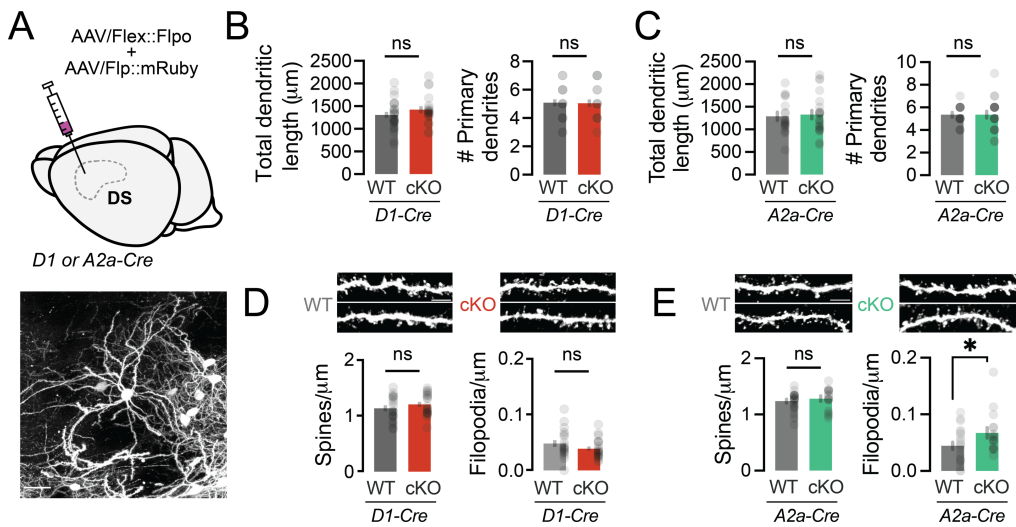 A
AAV/Flex::Flpo
+
AAV/Flp::mRuby
DS
D1 or A2a-Cre
B
ns
Total dendritic
length (µm)
2500
2000
1500
1000
500
0
WT cKO
D1-Cre
ns
# Primary
dendrites
8
6
4
2
0
WT cKO
D1-Cre
C
ns
Total dendritic
length (µm)
2500
2000
1500
1000
500
0
WT cKO
A2a-Cre
ns
# Primary
dendrites
10
8
6
4
2
0
WT cKO
A2a-Cre
D
WT
cKO
ns
Spines/µm
2
1
0
WT cKO
D1-Cre
ns
Filopodia/µm
0.2
0.1
0.0
WT cKO
D1-Cre
E
WT
cKO
ns
Spines/µm
2
1
0
WT cKO
A2a-Cre
*
Filopodia/µm
0.2
0.1
0.0
WT cKO
A2a-Cre